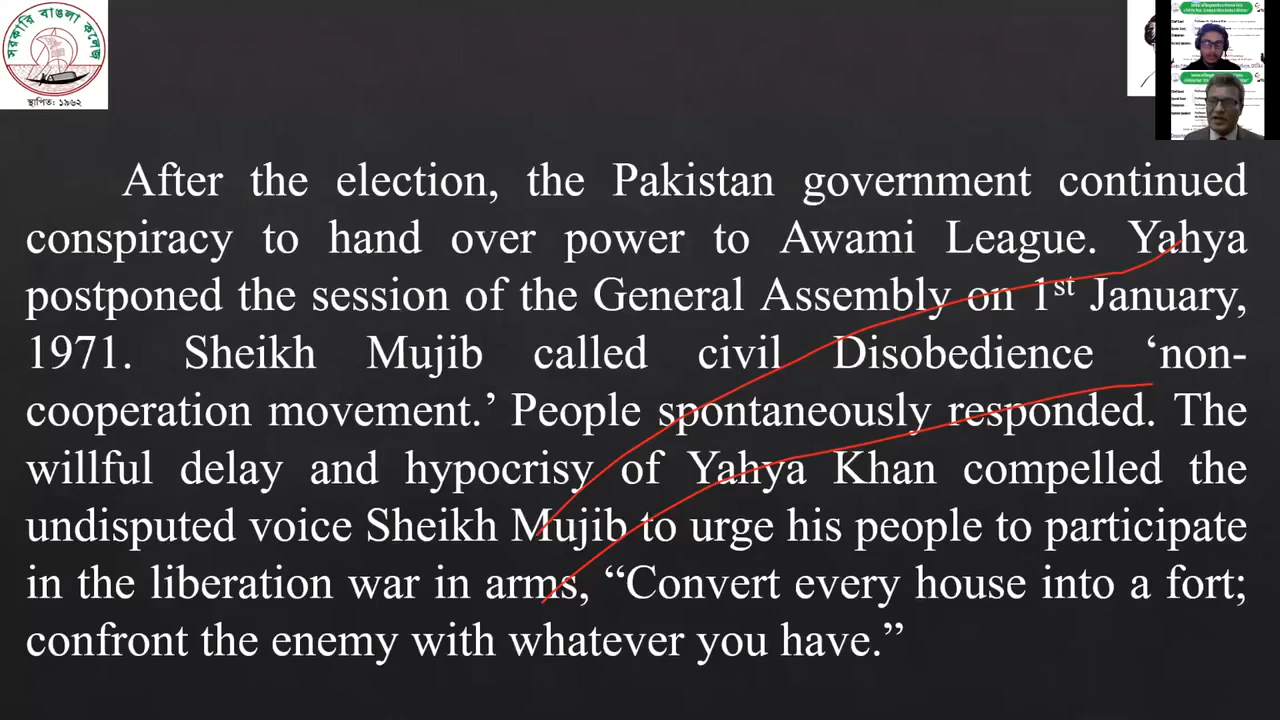 সরকারি বাঙলা কলেজ
স্থাপিত: ১৯৬২
After the election, the Pakistan government continued
conspiracy to hand over power to Awami League. Yahya
postponed the session of the General Assembly on 1st January,
1971. Sheikh Mujib called civil Disobedience ‘non-
cooperation movement.’ People spontaneously responded. The
willful delay and hypocrisy of Yahya Khan compelled the
undisputed voice Sheikh Mujib to urge his people to participate
in the liberation war in arms, “Convert every house into a fort;
confront the enemy with whatever you have.”